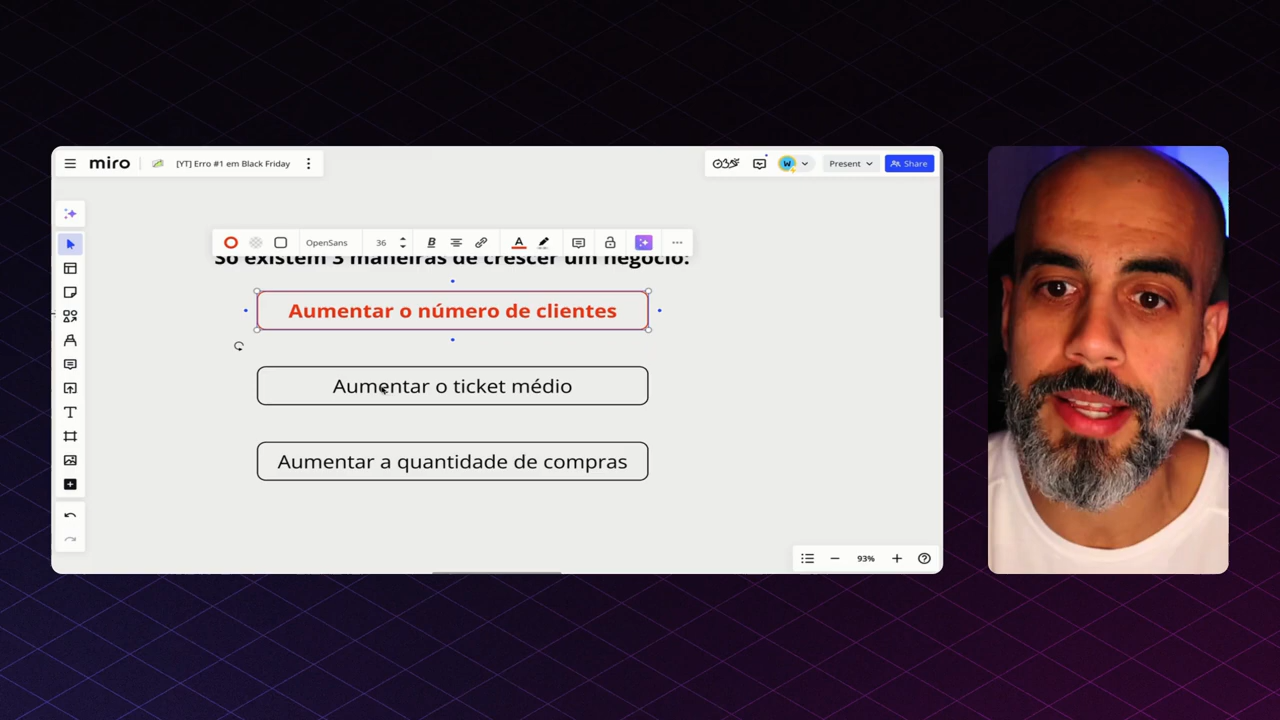 miro
[YT] Erro #1 em Black Friday
W
Present
Share
OpenSans
36
B
A
Só existem 3 maneiras de crescer um negócio:
Aumentar o número de clientes
Aumentar o ticket médio
Aumentar a quantidade de compras
T
93%